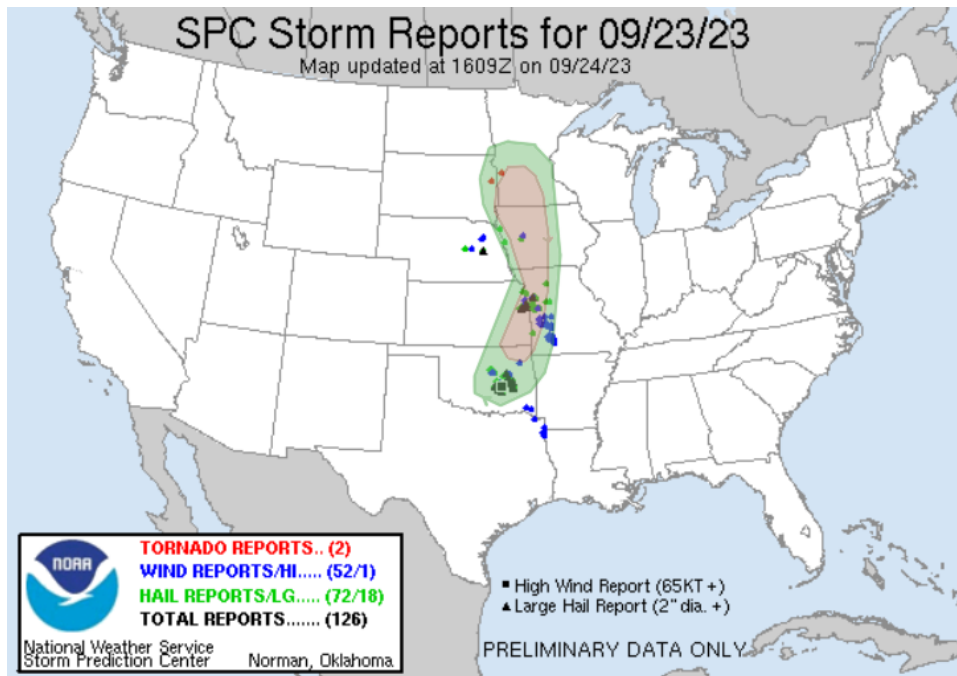 SPC Storm Reports for 09/23/23
Map updated at 1609Z on 09/24/23
NOAA
TORNADO REPORTS.. (2)
WIND REPORTS/HI..... (52/1)
HAIL REPORTS/LG..... (72/18)
TOTAL REPORTS....... (126)
National Weather Service
Storm Prediction Center Norman, Oklahoma
High Wind Report (65KT +)
Large Hail Report (2" dia. +)
PRELIMINARY DATA ONLY